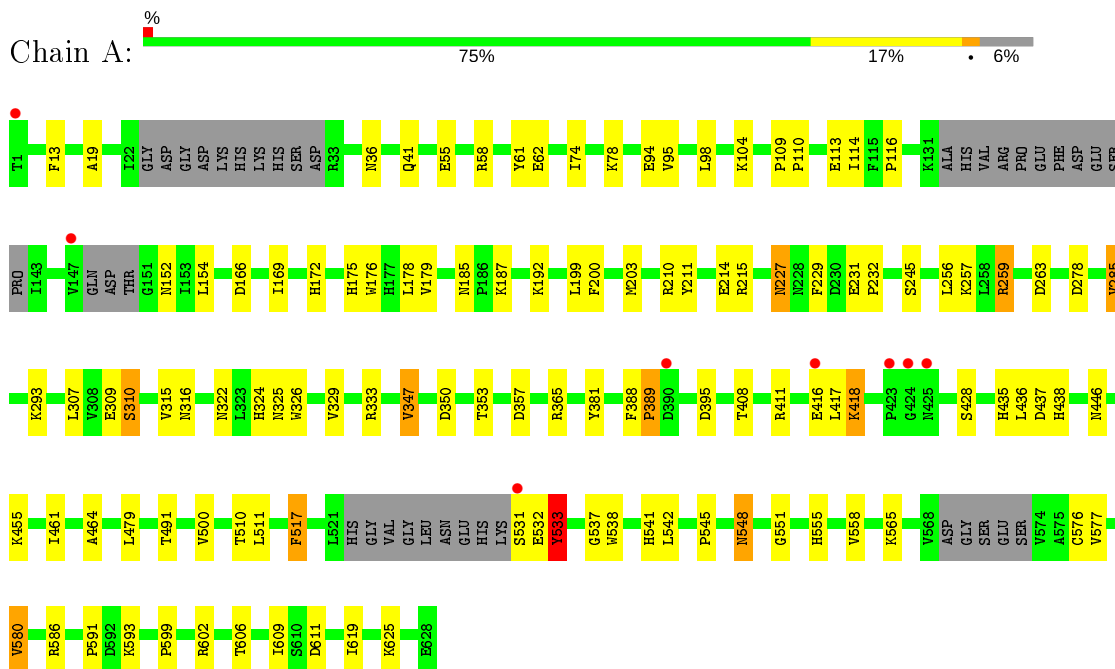 %
Chain A:
75% 17% • 6%
T1 F13 A19 I22 GLY ASP GLY ASP LYS HIS LYS HIS SER ASP R33 N36 Q41 E55 R58 Y61 E62 I74 K78 E94 V95 L98 K104 P109 P110 E113 I114 F115 P116 K131 ALA HIS VAL ARG PRO GLU PHE ASP GLU SER
PRO I143 V147 GLN ASP THR G151 N152 I153 L154 D166 I169 H172 H175 W176 H177 L178 V179 N185 P186 K187 K192 L199 F200 M203 R210 Y211 E214 R215 N227 N228 F229 D230 E231 P232 S245 L256 K257 L258 R259 D263 D278 V285
K293 L307 V308 E309 S310 V315 N316 N322 L323 H324 N325 W326 V329 R333 V347 D350 T353 D357 R365 Y381 F388 P389 D390 D395 T408 R411 E416 L417 K418 P423 G424 N425 S428 H435 L436 D437 H438 N446
K455 I461 A464 L479 T491 V500 T510 L511 F517 L521 HIS GLY VAL GLY LEU ASN GLU HIS LYS S531 E532 Y533 G537 W538 H541 L542 P545 N548 G551 H555 V558 K565 V568 ASP GLY SER GLU SER V574 A575 C576 V577
V580 R586 P591 D592 K593 P599 R602 T606 I609 S610 D611 I619 K625 E628